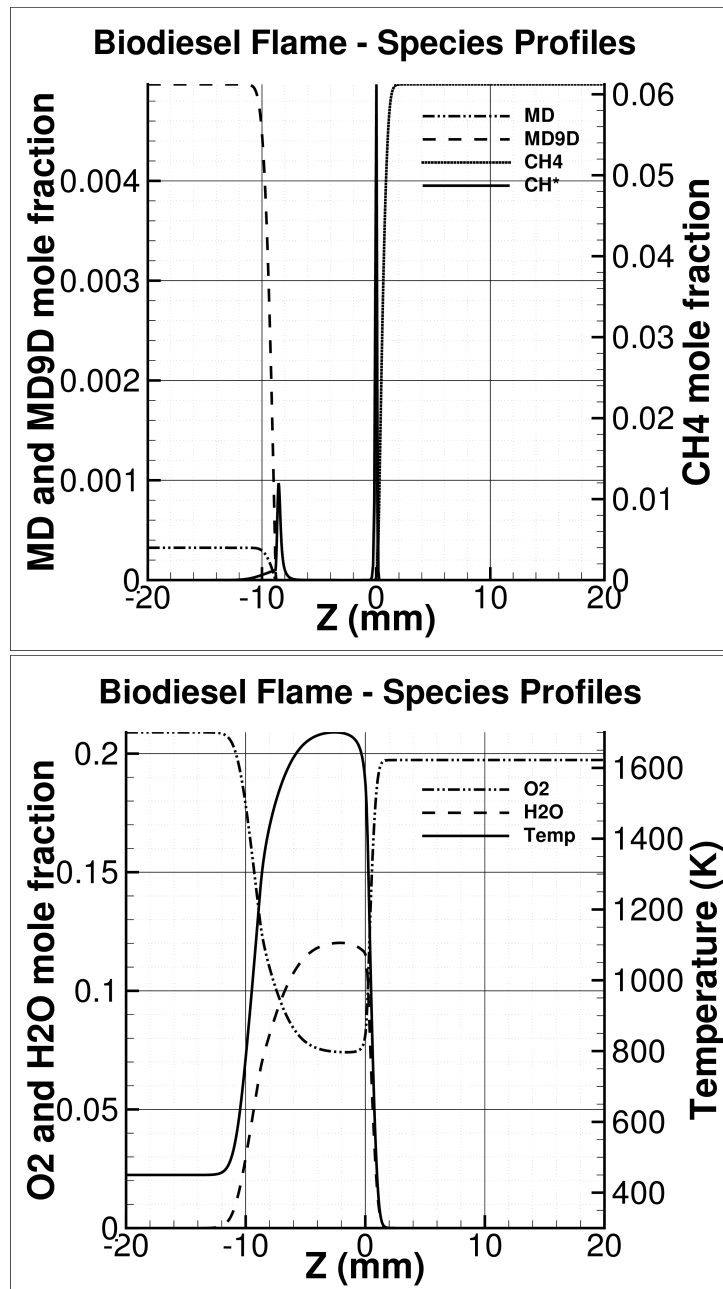 Biodiesel Flame - Species Profiles
MD and MD9D mole fraction
0.004
0.003
0.002
0.001
0
-20
-10
0
10
20
Z (mm)
MD
MD9D
CH4
CH*
0.06
0.05
0.04
0.03
0.02
0.01
0
CH4 mole fraction
Biodiesel Flame - Species Profiles
O2 and H2O mole fraction
0.2
0.15
0.1
0.05
0
-20
-10
0
10
20
Z (mm)
O2
H2O
Temp
1600
1400
1200
1000
800
600
400
Temperature (K)